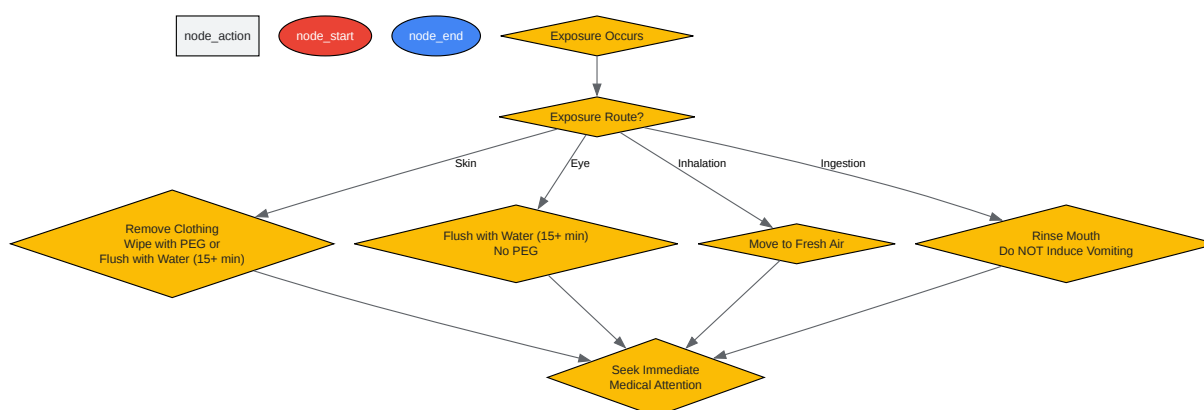 node_action
node_start
node_end
Exposure Occurs
Exposure Route?
Skin
Eye
Inhalation
Ingestion
Remove Clothing
Wipe with PEG or
Flush with Water (15+ min)
Flush with Water (15+ min)
No PEG
Move to Fresh Air
Rinse Mouth
Do NOT Induce Vomiting
Seek Immediate
Medical Attention